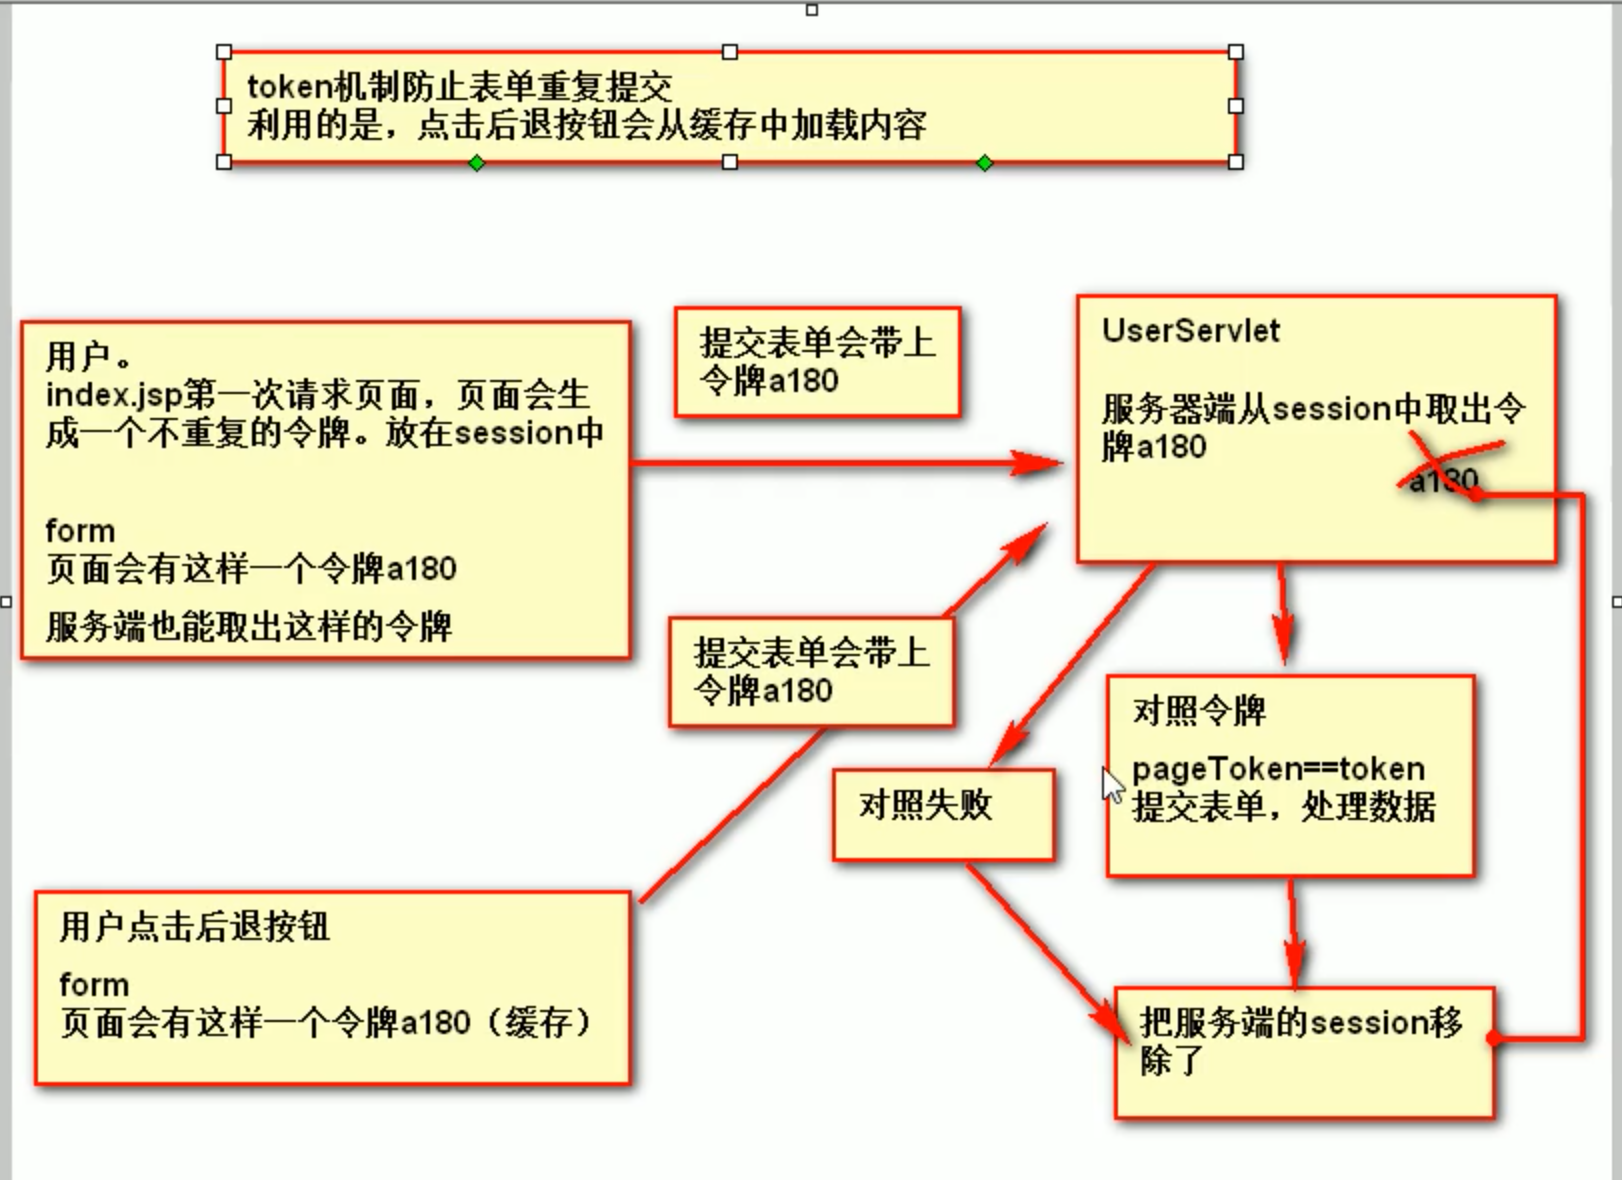 token机制防止表单重复提交
利用的是，点击后退按钮会从缓存中加载内容
用户。
index.jsp第一次请求页面，页面会生
成一个不重复的令牌。放在session中
form
页面会有这样一个令牌a180
服务端也能取出这样的令牌
提交表单会带上
令牌a180
UserServlet
服务器端从session中取出令
牌a180
a180
提交表单会带上
令牌a180
对照失败
对照令牌
pageToken==token
提交表单，处理数据
用户点击后退按钮
form
页面会有这样一个令牌a180（缓存）
把服务端的session移
除了